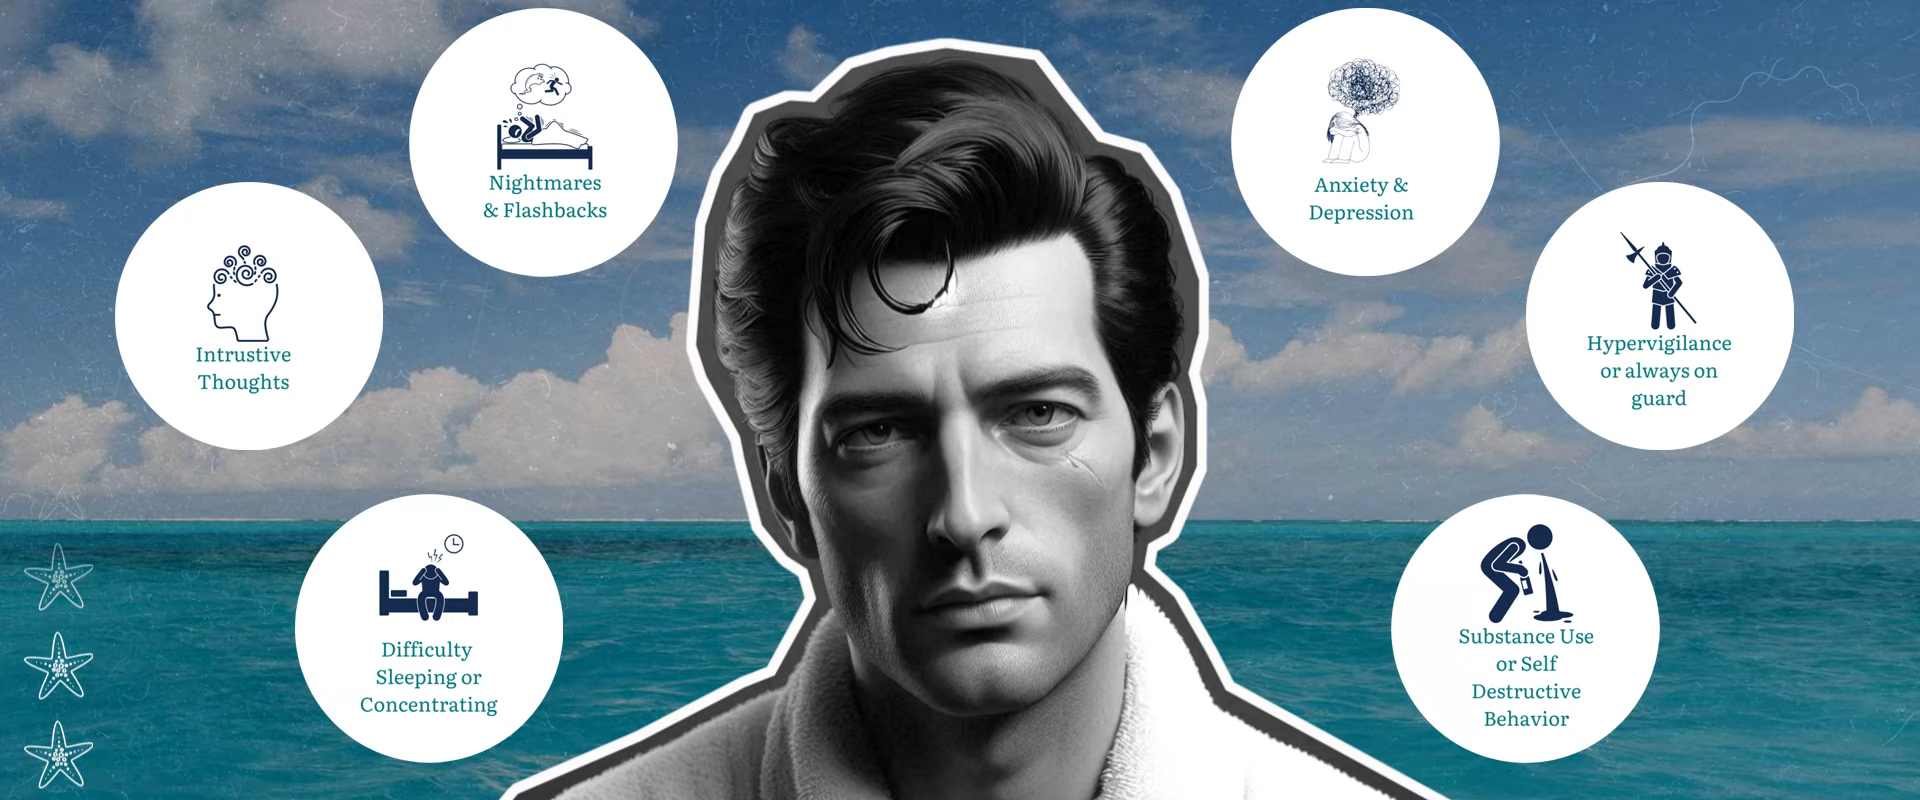 Nightmares
& Flashbacks
Anxiety &
Depression
Intrustive
Thoughts
Hypervigilance
or always on
guard
Difficulty
Sleeping or
Concentrating
Substance Use
or Self
Destructive
Behavior